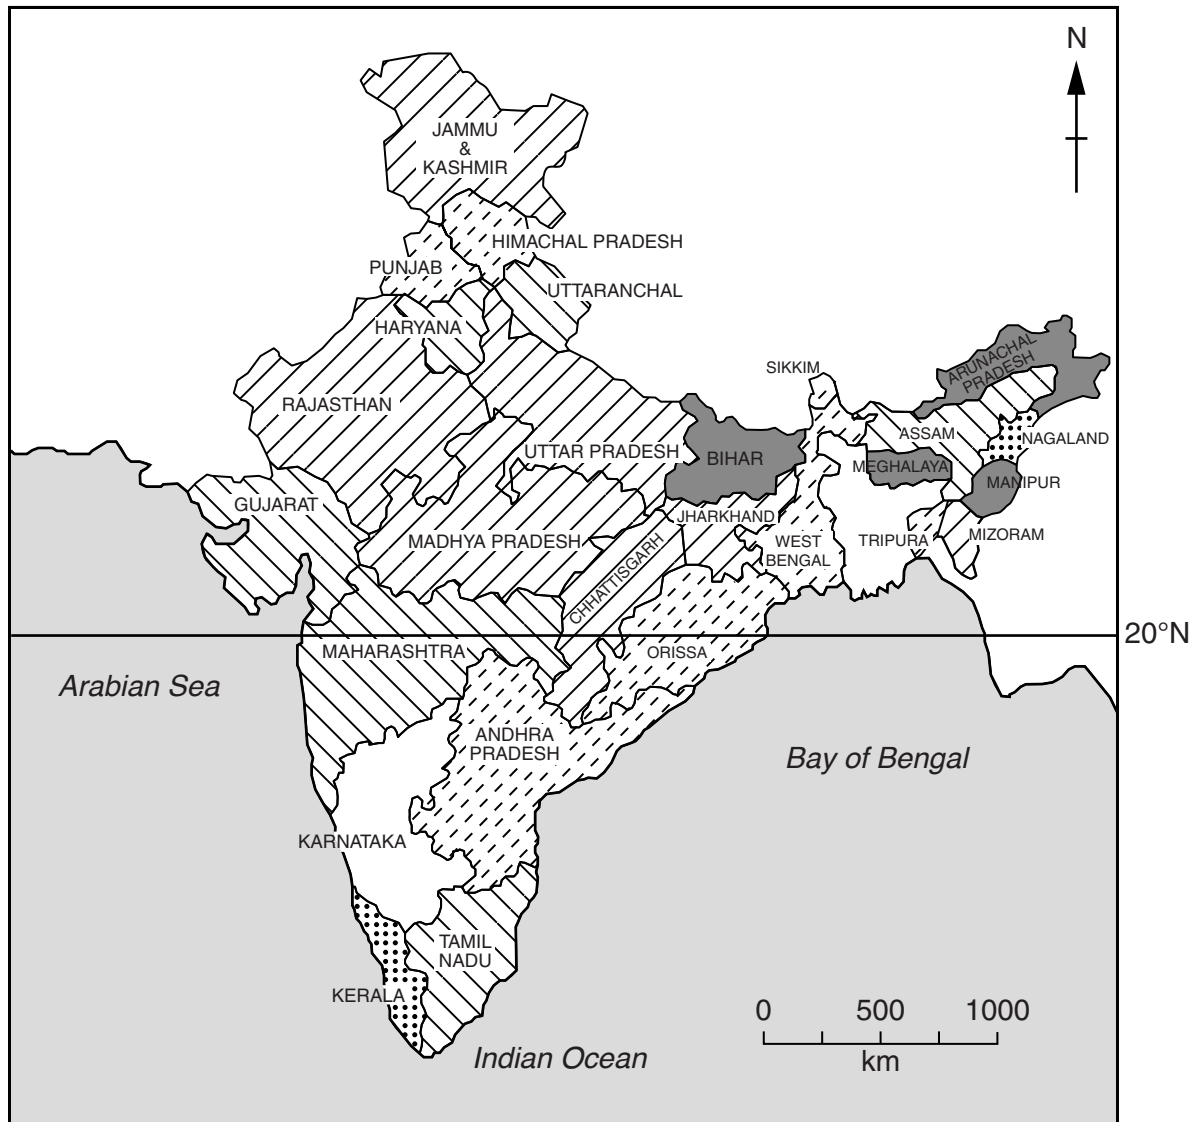 N
JAMMU
&
KASHMIR
HIMACHAL PRADESH
PUNJAB
UTTARANCHAL
HARYANA
SIKKIM
ARUNACHAL
PRADESH
RAJASTHAN
ASSAM
NAGALAND
UTTAR PRADESH
BIHAR
MEGHALAYA
MANIPUR
GUJARAT
JHARKHAND
MADHYA PRADESH
WEST
BENGAL
TRIPURA
MIZORAM
CHHATTISGARH
20°N
MAHARASHTRA
ORISSA
Arabian Sea
ANDHRA
PRADESH
Bay of Bengal
KARNATAKA
TAMIL
NADU
KERALA
0 500 1000
km
Indian Ocean